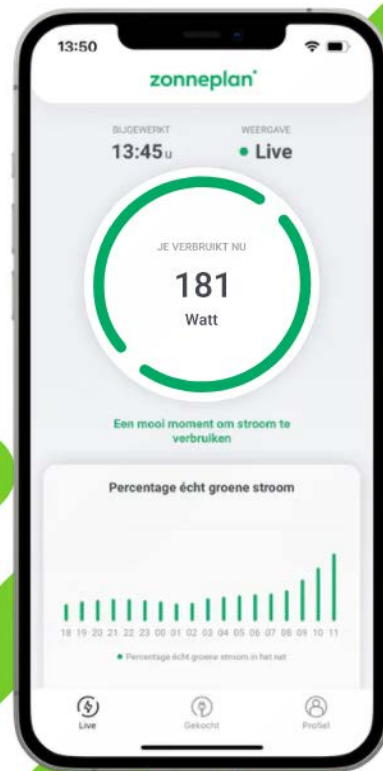 13:50
zonneplan
BIJGEWERKT WEERGAVE
13:45 u Live
JE VERBRUIKT NU
181
Watt
Een mooi moment om stroom te
verbruiken
Percentage écht groene stroom
18 19 20 21 22 23 00 01 02 03 04 05 06 07 08 09 10 11
Percentage écht groene stroom in het net
Live Gekocht Profiel